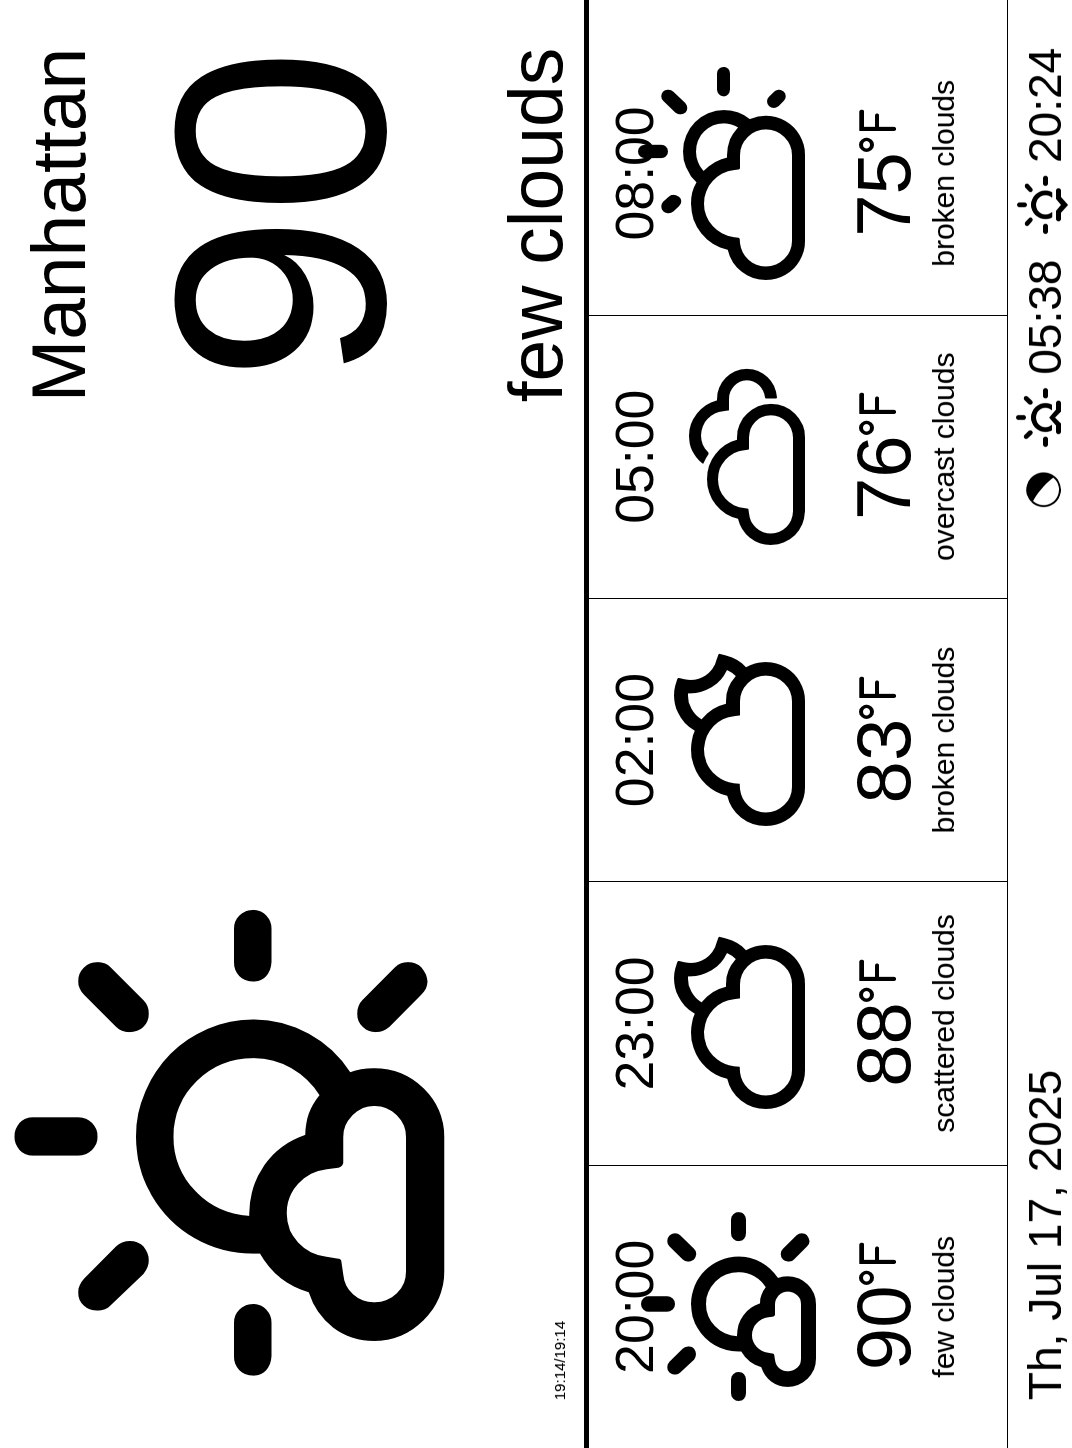 Manhattan
90
few clouds
19:14/19:14
20:00
90°F
few clouds
23:00
88°F
scattered clouds
02:00
83°F
broken clouds
05:00
76°F
overcast clouds
08:00
75°F
broken clouds
Th, Jul 17, 2025
05:38 20:24